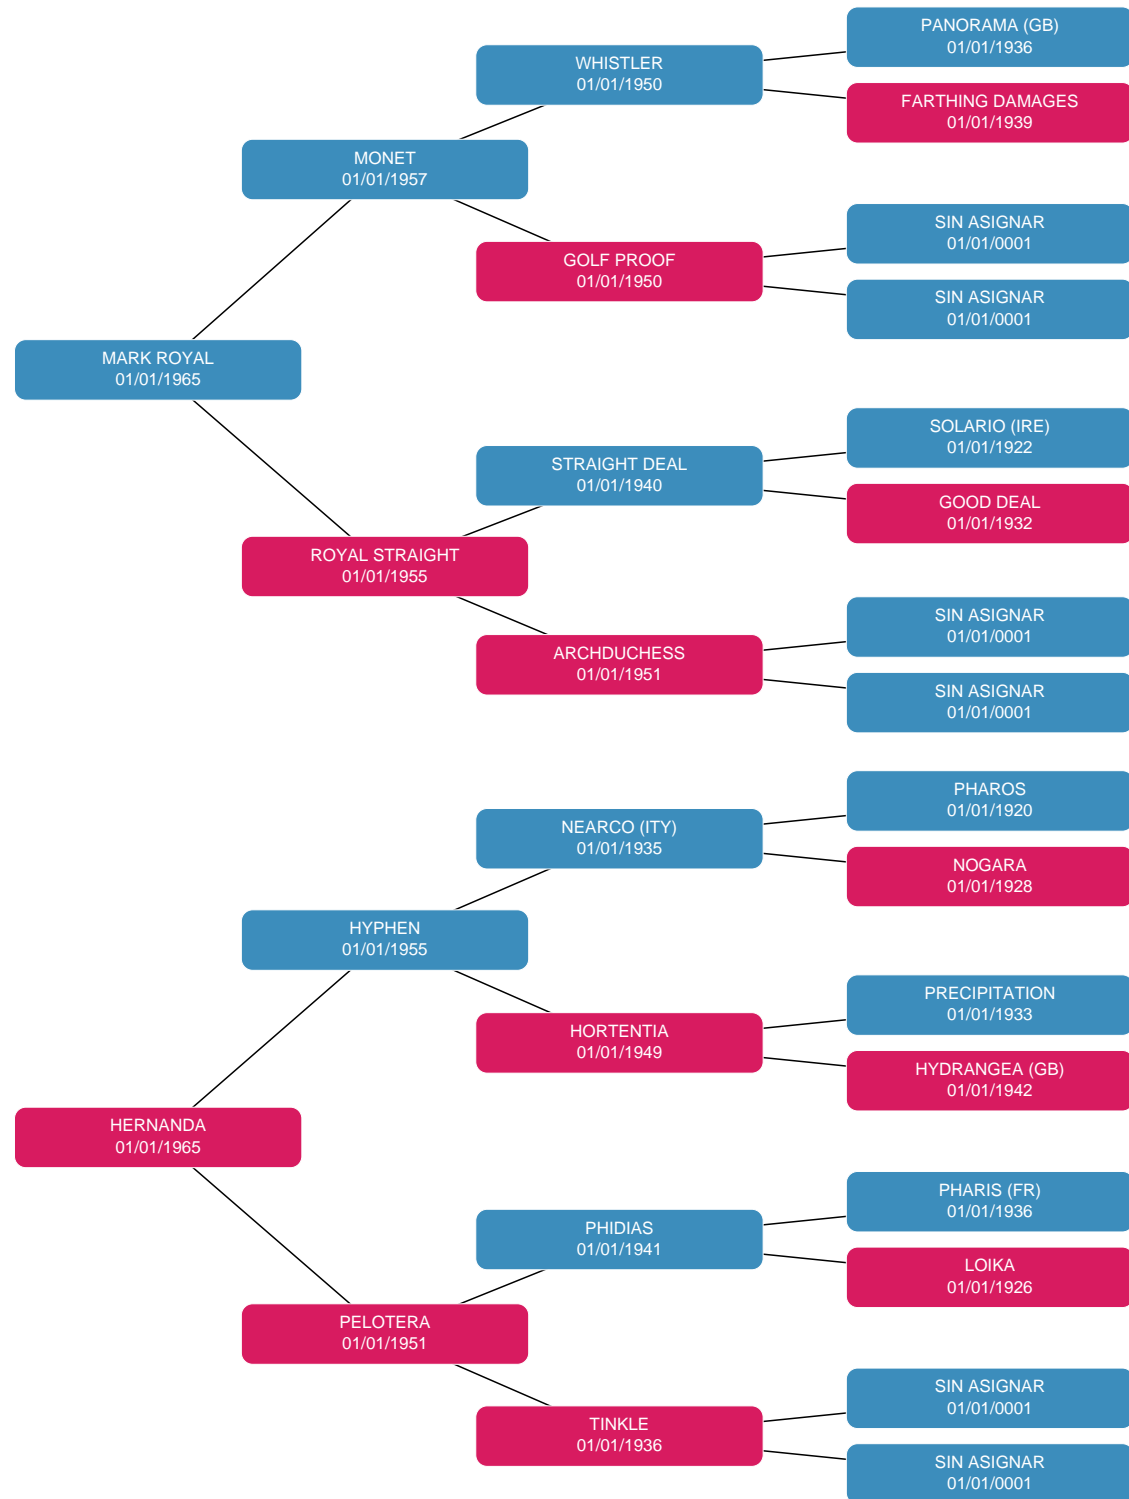 PANORAMA (GB)
01/01/1936
WHISTLER
01/01/1950
FARTHING DAMAGES
01/01/1939
MONET
01/01/1957
SIN ASIGNAR
01/01/0001
GOLF PROOF
01/01/1950
SIN ASIGNAR
01/01/0001
MARK ROYAL
01/01/1965
SOLARIO (IRE)
01/01/1922
STRAIGHT DEAL
01/01/1940
GOOD DEAL
01/01/1932
ROYAL STRAIGHT
01/01/1955
SIN ASIGNAR
01/01/0001
ARCHDUCHESS
01/01/1951
SIN ASIGNAR
01/01/0001
PHAROS
01/01/1920
NEARCO (ITY)
01/01/1935
NOGARA
01/01/1928
HYPHEN
01/01/1955
PRECIPITATION
01/01/1933
HORTENTIA
01/01/1949
HYDRANGEA (GB)
01/01/1942
HERNANDA
01/01/1965
PHARIS (FR)
01/01/1936
PHIDIAS
01/01/1941
LOIKA
01/01/1926
PELOTERA
01/01/1951
SIN ASIGNAR
01/01/0001
TINKLE
01/01/1936
SIN ASIGNAR
01/01/0001